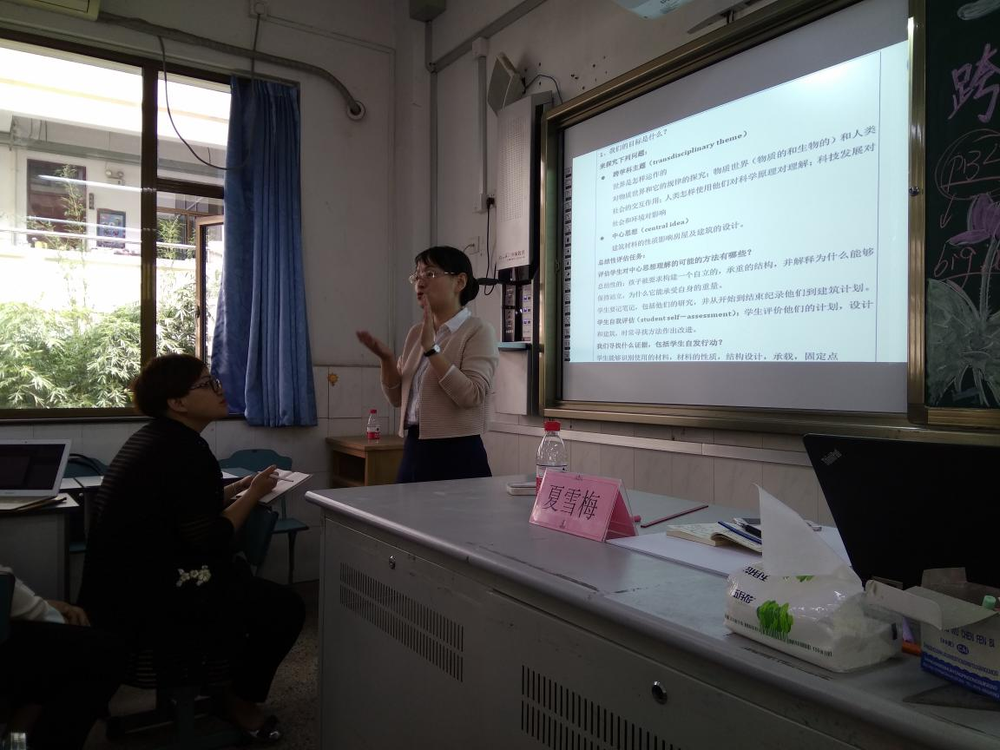 1、我们的目标是什么？
来探究下列问题：
● 跨学科主题（transdisciplinary theme）
世界是怎样运作的
对物质世界和它的规律的探究；物质世界（物质的和生物的）和人类
社会的交互作用；人类怎样使用他们对科学原理对理解；科技发展对
社会和环境对影响
● 中心思想（central idea）
建筑材料的性质影响房屋及建筑的设计。
总结性评估任务：
评估学生对中心思想理解的可能的方法有哪些？
总结性的：孩子被要求构建一个自立的，承重的结构，并解释为什么能够
保持站立，为什么它能承受自身的重量。
学生要记笔记，包括他们的研究，并从开始到结束纪录他们到建筑计划。
学生自我评估（student self－assessment）：学生评价他们的计划，设计
和建筑，时常寻找方法作出改进。
我们寻找什么证据，包括学生自发行动？
学生能够识别使用的材料，材料的性质，结构设计，承载，固定点
跨
PBL
big
夏雪梅
ThinkPad
WU CHEN FEN BI